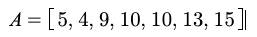 A = [5, 4, 9, 10, 10, 13, 15]